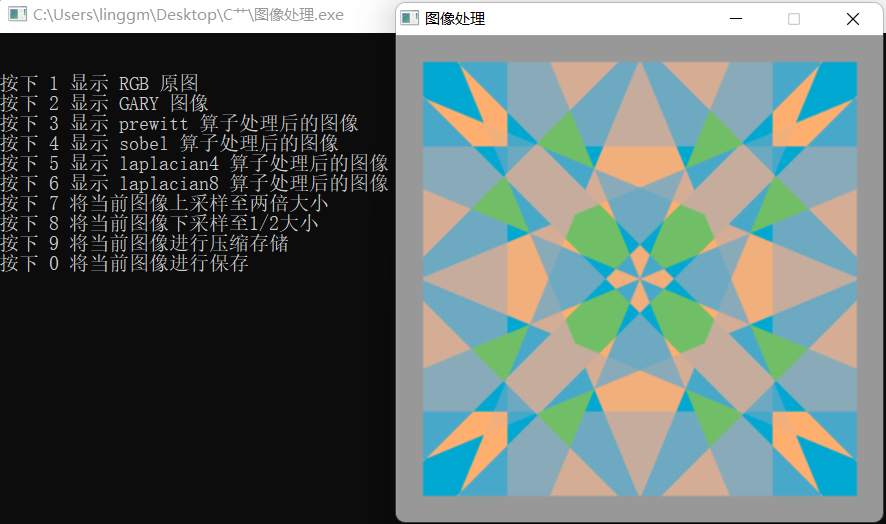 C:\Users\linggm\Desktop\C艹\图像处理.exe
图像处理
按下 1 显示 RGB 原图
按下 2 显示 GARY 图像
按下 3 显示 prewitt 算子处理后的图像
按下 4 显示 sobel 算子处理后的图像
按下 5 显示 laplacian4 算子处理后的图像
按下 6 显示 laplacian8 算子处理后的图像
按下 7 将当前图像上采样至两倍大小
按下 8 将当前图像下采样至1/2大小
按下 9 将当前图像进行压缩存储
按下 0 将当前图像进行保存